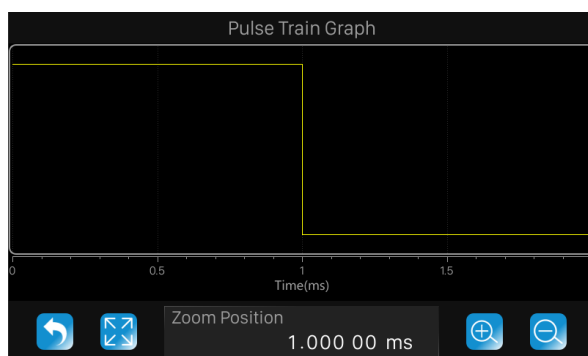 Pulse Train Graph
0 0.5 1 1.5
Time(ms)
Zoom Position
1.000 00 ms